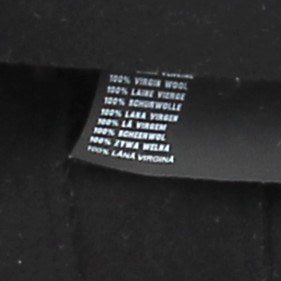 100% VIRGIN WOOL
100% LAINE VIERGE
100% SCHURWOLLE
100% LANA VIRGEN
100% LÃ VIRGEM
100% SCHEERWOL
100% ZYWA WELNA
100% LÂNĂ VIRGINĂ